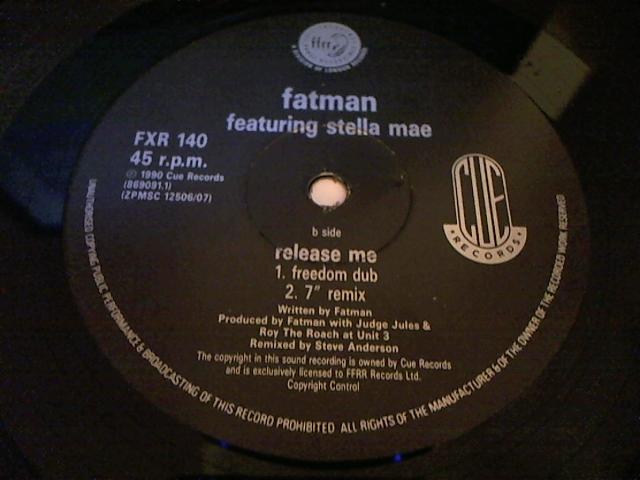 ffrr
A DIVISION OF LONDON RECORDS
fatman
featuring stella mae
FXR 140
45 r.p.m.
℗ 1990 Cue Records
(869091.1)
(ZPMSC 12506/07)
CUE
• RECORDS •
b side
release me
1. freedom dub
2. 7" remix
Written by Fatman
Produced by Fatman with Judge Jules &
Roy The Roach at Unit 3
Remixed by Steve Anderson
The copyright in this sound recording is owned by Cue Records
and is exclusively licensed to FFRR Records Ltd.
Copyright Control
UNAUTHORISED COPYING PUBLIC PERFORMANCE & BROADCASTING OF THIS RECORD PROHIBITED ALL RIGHTS OF THE MANUFACTURER & OF THE OWNER OF THE RECORDED WORK RESERVED